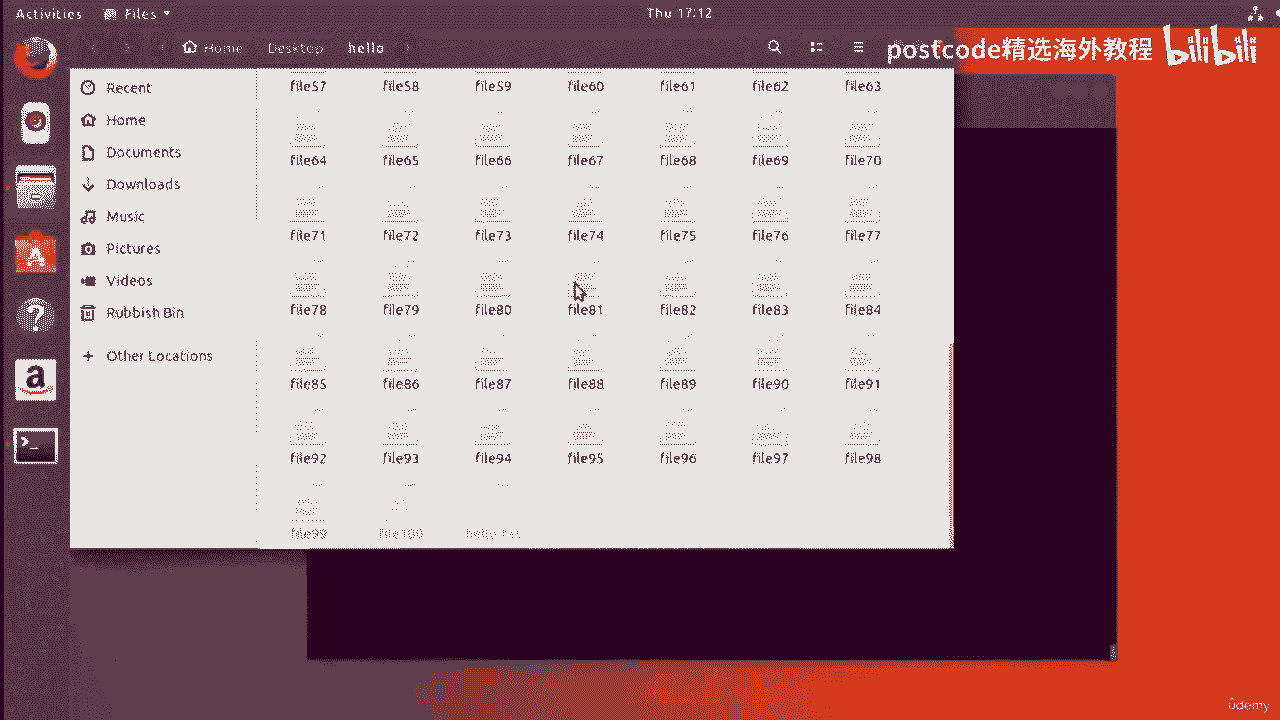 Activities Files Thu 17:12
Home Desktop hello
postcode精选海外教程 bilibili
Recent
Home
Documents
Downloads
Music
Pictures
Videos
Rubbish Bin
Other Locations
file57 file58 file59 file60 file61 file62 file63
file64 file65 file66 file67 file68 file69 file70
file71 file72 file73 file74 file75 file76 file77
file78 file79 file80 file81 file82 file83 file84
file85 file86 file87 file88 file89 file90 file91
file92 file93 file94 file95 file96 file97 file98
file99 file100
ûdemy